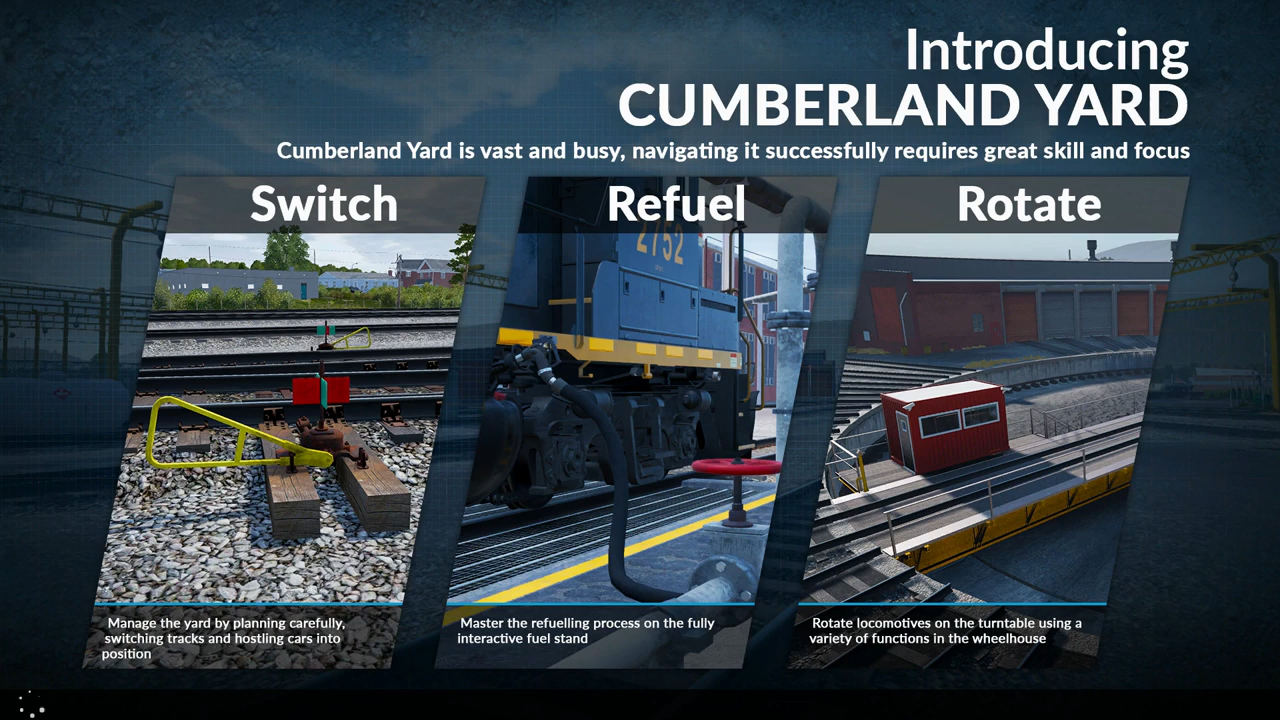 Introducing
CUMBERLAND YARD
Cumberland Yard is vast and busy, navigating it successfully requires great skill and focus
Switch
Refuel
Rotate
2752
Manage the yard by planning carefully,
switching tracks and hostling cars into
position
Master the refuelling process on the fully
interactive fuel stand
Rotate locomotives on the turntable using a
variety of functions in the wheelhouse